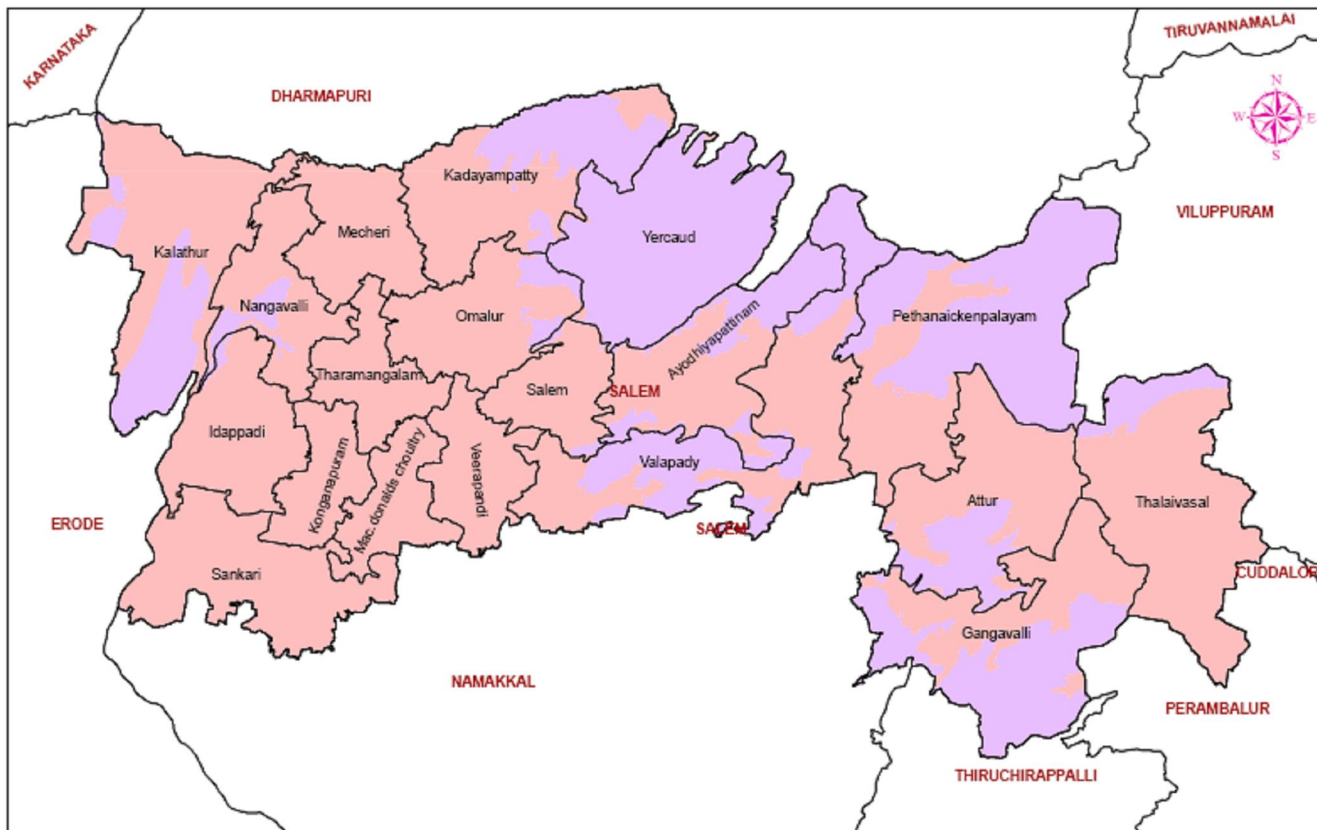 TIRUVANNAMALAI
KARNATAKA
DHARMAPURI
N
W
E
S
Kadayampatty
VILUPPURAM
Mecheri
Yercaud
Kalathur
Nangavalli
Omalur
Pethanaickenpalayam
Ayodhiyapattinam
Tharamangalam
Salem
SALEM
Idappadi
Konganapuram
Mac. donalds choultry
Veerapandi
Valapady
Attur
Thalaivasal
ERODE
SALEM
Sankari
CUDDALOR
Gangavalli
NAMAKKAL
PERAMBALUR
THIRUCHIRAPPALLI